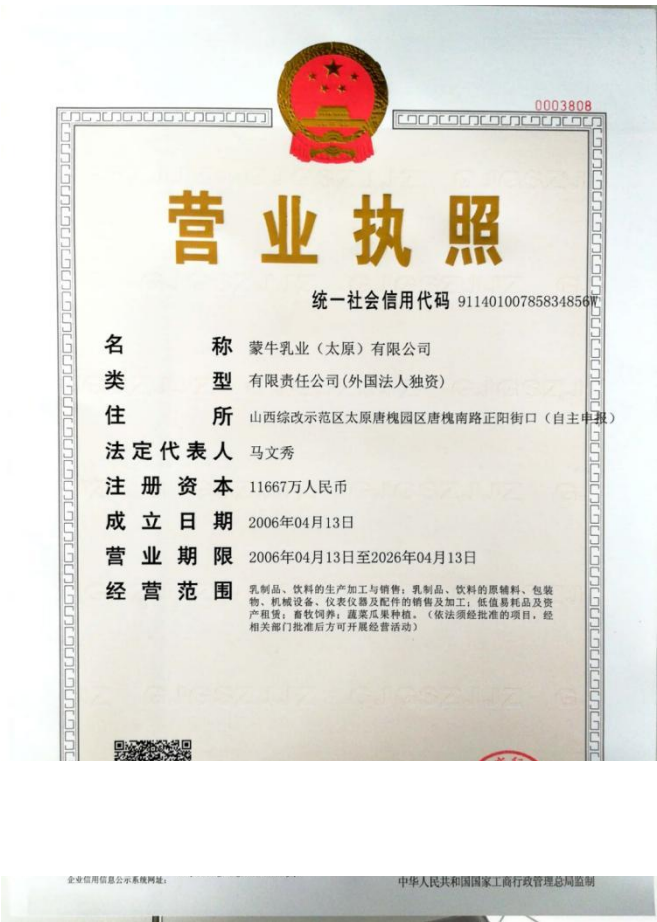 0003808
营业执照
统一社会信用代码 91140100785834856W
名称 蒙牛乳业（太原）有限公司
类型 有限责任公司(外国法人独资)
住所 山西综改示范区太原唐槐园区唐槐南路正阳街口（自主申报）
法定代表人 马文秀
注册资本 11667万人民币
成立日期 2006年04月13日
营业期限 2006年04月13日至2026年04月13日
经营范围 乳制品、饮料的生产加工与销售；乳制品、饮料的原辅料、包装
物、机械设备、仪表仪器及配件的销售及加工；低值易耗品及资
产租赁；畜牧饲养；蔬菜瓜果种植。（依法须经批准的项目，经
相关部门批准后方可开展经营活动）
企业信用信息公示系统网址：
中华人民共和国国家工商行政管理总局监制